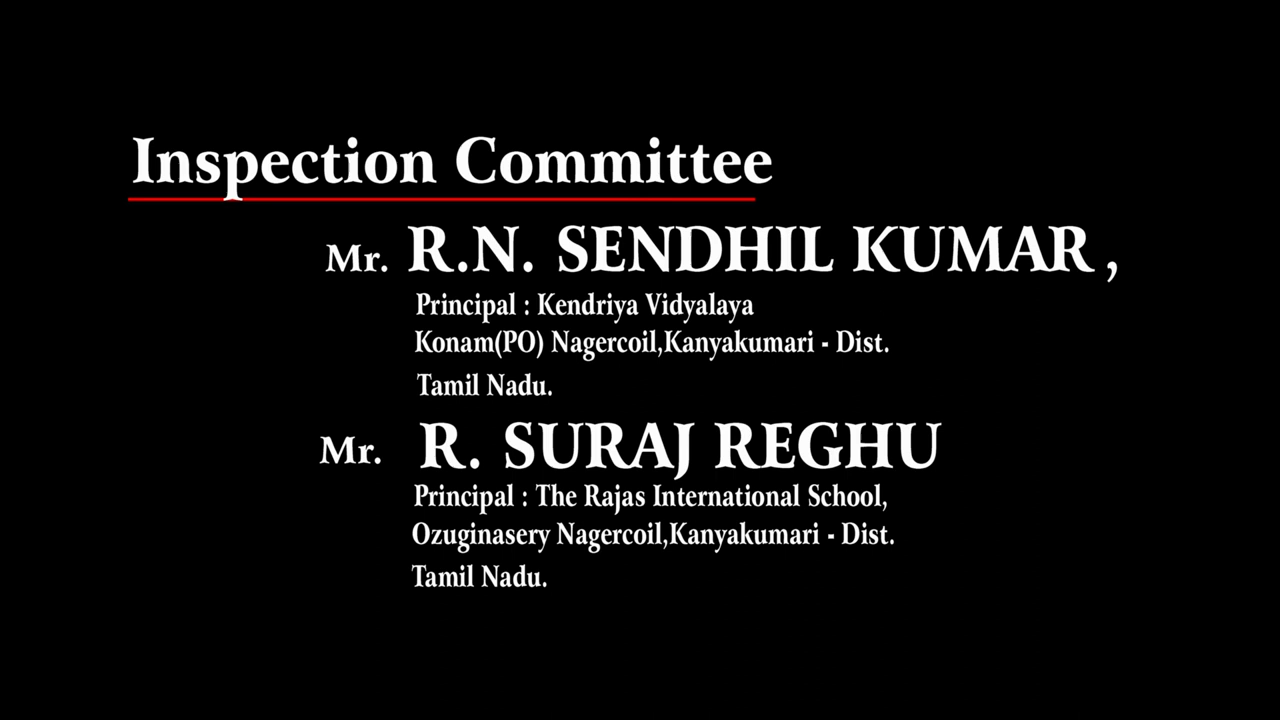 Inspection Committee
Mr. R.N. SENDHIL KUMAR ,
Principal : Kendriya Vidyalaya
Konam(PO) Nagercoil,Kanyakumari - Dist.
Tamil Nadu.
Mr. R. SURAJ REGHU
Principal : The Rajas International School,
Ozuginasery Nagercoil,Kanyakumari - Dist.
Tamil Nadu.